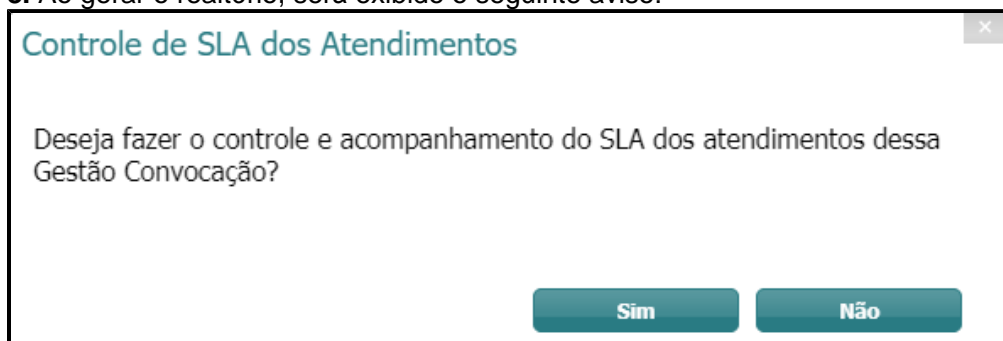 Ao gerar o realtório, será exibido o seguinte aviso:
Controle de SLA dos Atendimentos
Deseja fazer o controle e acompanhamento do SLA dos atendimentos dessa
Gestão Convocação?
Sim Não